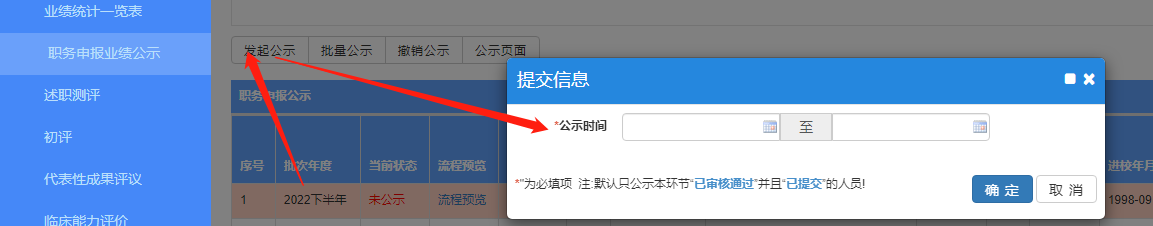 业绩统计一览表
职务申报业绩公示
述职测评
初评
代表性成果评议
临床能力评价
发起公示 批量公示 撤销公示 公示页面
职务申报公示
序号 批次年度 当前状态 流程预览 进校年月
1 2022下半年 未公示 流程预览 1998-09
提交信息
*公示时间 至
"*"为必填项 注:默认只公示本环节"已审核通过"并且"已提交"的人员!
确 定 取 消